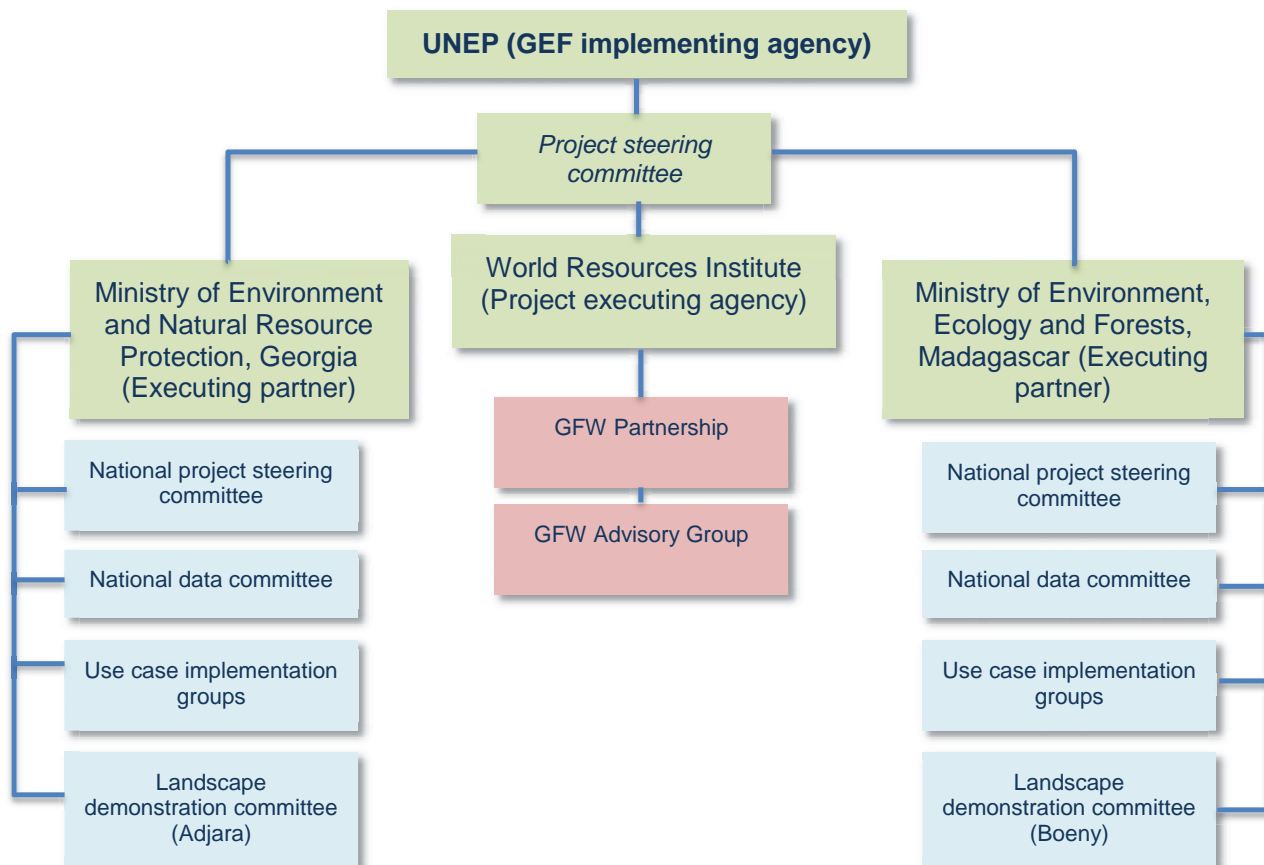 UNEP (GEF implementing agency)
Project steering
committee
Ministry of Environment
and Natural Resource
Protection, Georgia
(Executing partner)
World Resources Institute
(Project executing agency)
Ministry of Environment,
Ecology and Forests,
Madagascar (Executing
partner)
GFW Partnership
GFW Advisory Group
National project steering
committee
National data committee
Use case implementation
groups
Landscape
demonstration committee
(Adjara)
National project steering
committee
National data committee
Use case implementation
groups
Landscape
demonstration committee
(Boeny)